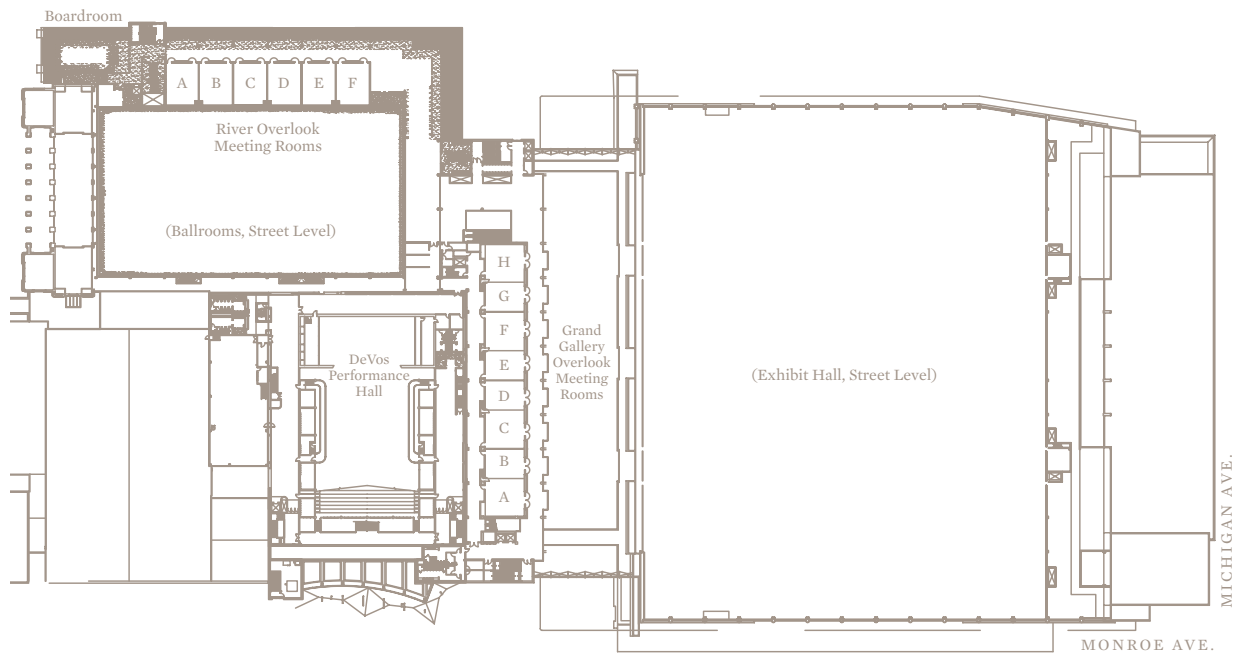 Boardroom
A B C D E F
River Overlook
Meeting Rooms
(Ballrooms, Street Level)
H
G
F
E
D
C
B
A
Grand
Gallery
Overlook
Meeting
Rooms
DeVos
Performance
Hall
(Exhibit Hall, Street Level)
MICHIGAN AVE.
MONROE AVE.